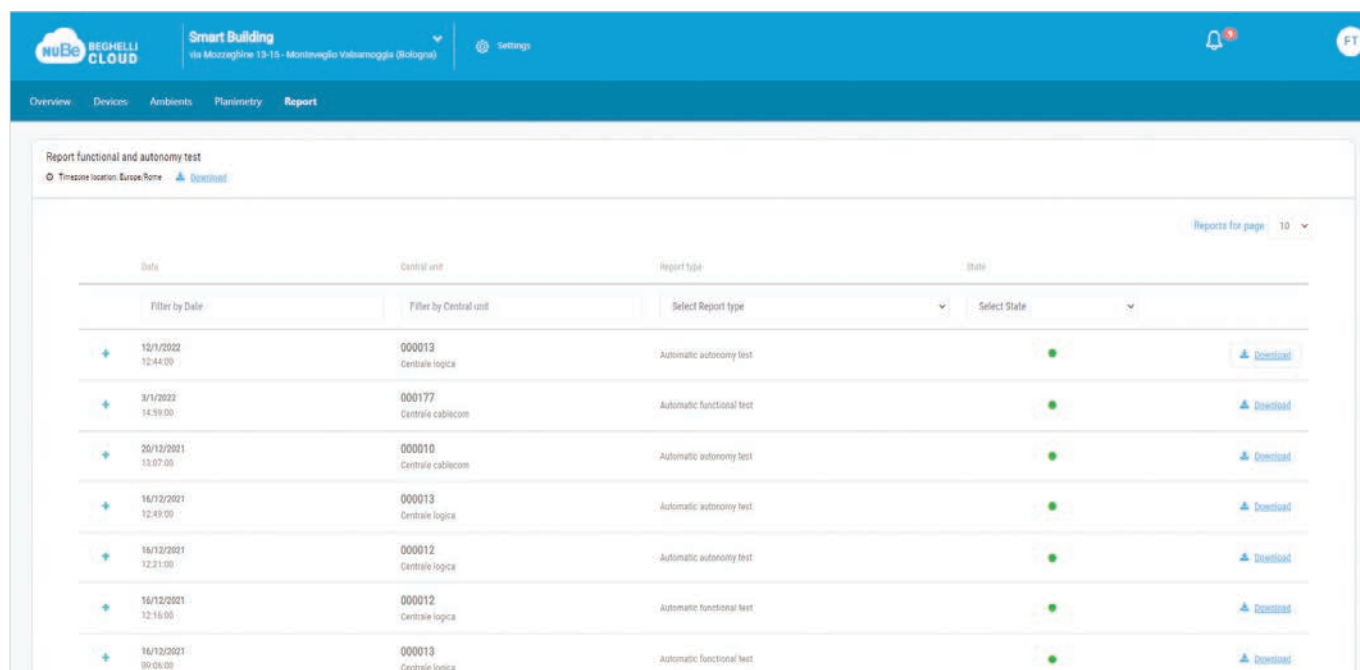 NUBe BEGHELLI CLOUD
Smart Building
via Mozzeghine 13-15 - Monteveglio Valsamoggia (Bologna)
Settings
FT
Overview Devices Ambients Planimetry Report
Report functional and autonomy test
Timezone location: Europe/Rome Download
Reports for page 10
Data Central unit Report type State
Filter by Date Filter by Central unit Select Report type Select State
12/1/2022 000013 Automatic autonomy test Download
12:44:00 Centrale logica
3/1/2022 000177 Automatic functional test Download
14:59:00 Centrale cablecom
20/12/2021 000010 Automatic autonomy test Download
13:07:00 Centrale cablecom
16/12/2021 000013 Automatic autonomy test Download
12:49:00 Centrale logica
16/12/2021 000012 Automatic autonomy test Download
12:21:00 Centrale logica
16/12/2021 000012 Automatic functional test Download
12:16:00 Centrale logica
16/12/2021 000013 Automatic functional test Download
09:06:00 Centrale logica